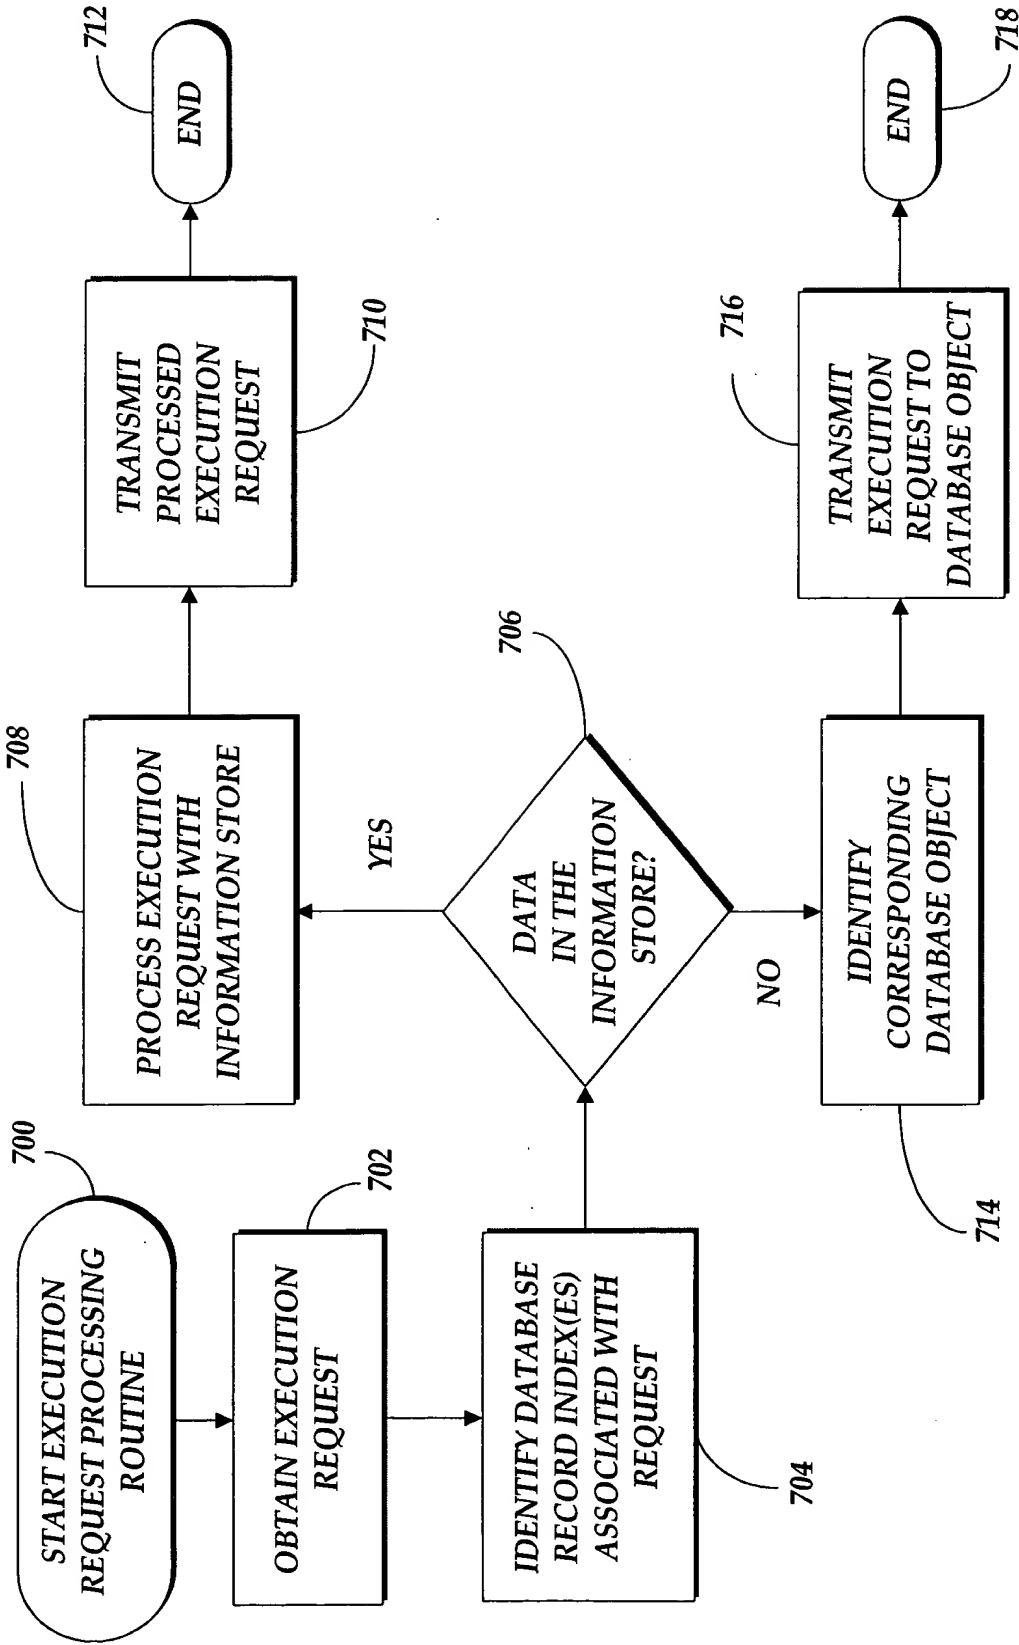 700
START EXECUTION
REQUEST PROCESSING
ROUTINE
702
OBTAIN EXECUTION
REQUEST
704
IDENTIFY DATABASE
RECORD INDEX(ES)
ASSOCIATED WITH
REQUEST
706
DATA
IN THE
INFORMATION
STORE?
YES
708
PROCESS EXECUTION
REQUEST WITH
INFORMATION STORE
710
TRANSMIT
PROCESSED
EXECUTION
REQUEST
712
END
NO
714
IDENTIFY
CORRESPONDING
DATABASE OBJECT
716
TRANSMIT
EXECUTION
REQUEST TO
DATABASE OBJECT
718
END